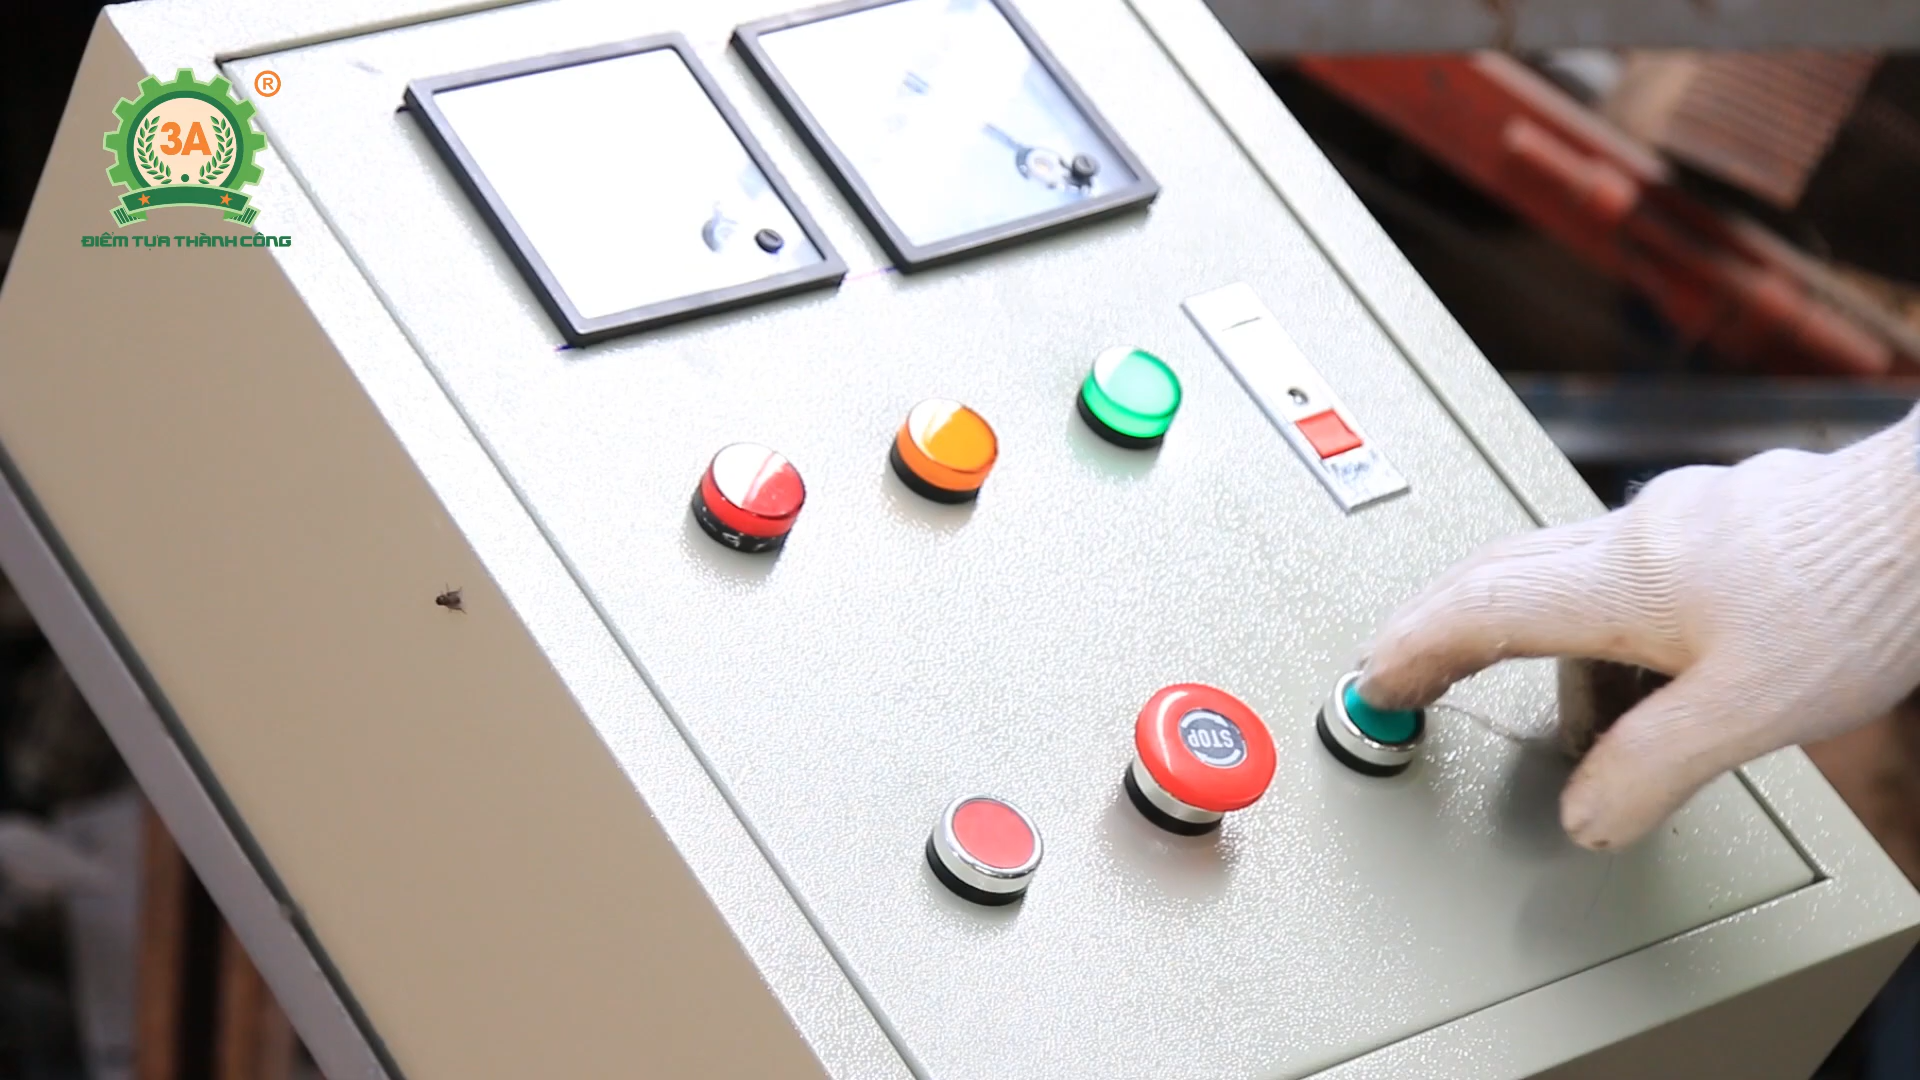 ®
3A
ĐIỂM TỰA THÀNH CÔNG
STOP